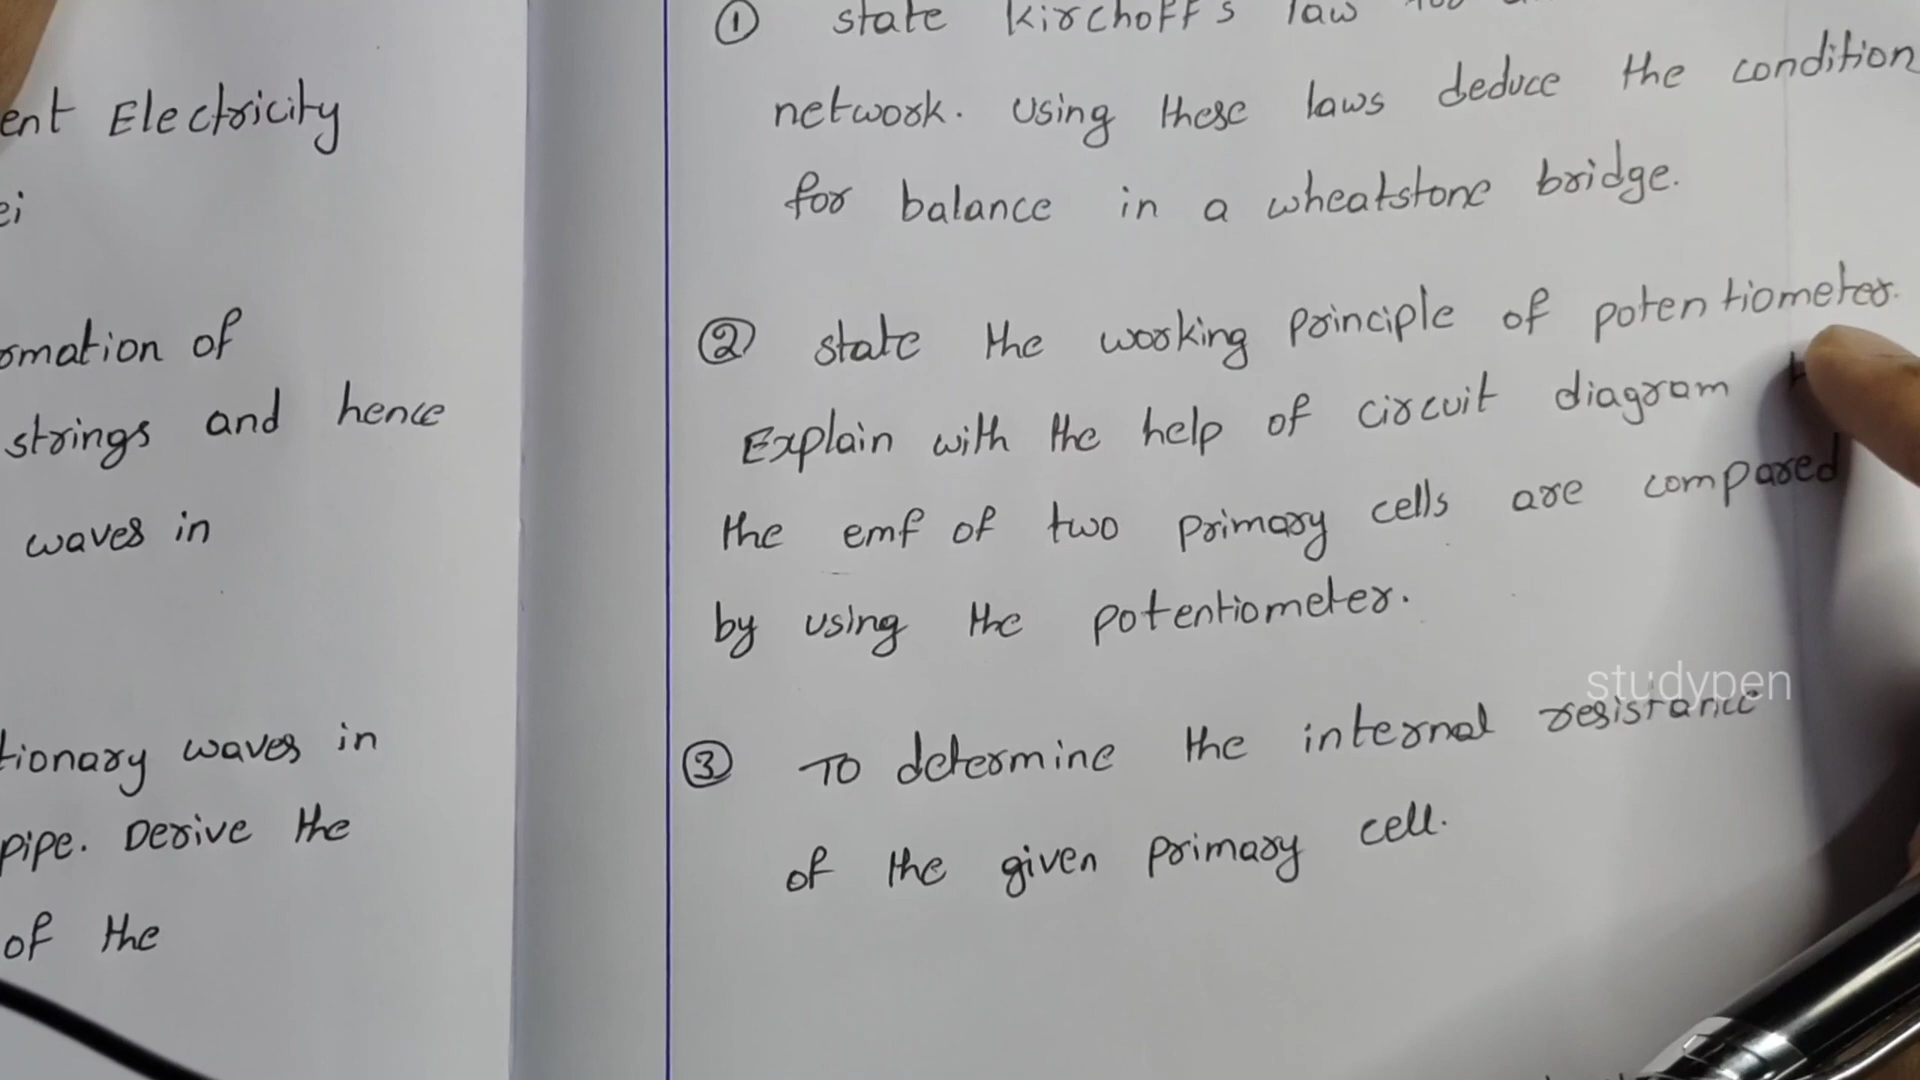 ent Electricity
ei
omation of
strings and hence
waves in
tionary waves in
pipe. Derive the
of the
① state Kirchoff's law
network. Using these laws deduce the condition
for balance in a wheatstone bridge.
② state the working principle of potentiometer.
Explain with the help of circuit diagram
the emf of two primary cells are compared
by using the potentiometer.
③ To determine the internal resistance
of the given primary cell.
studypen